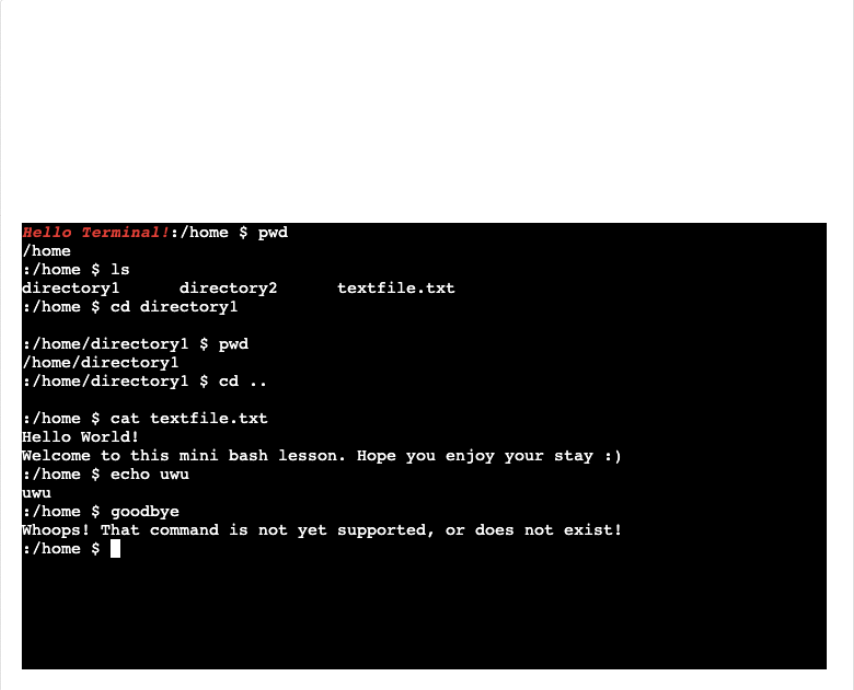 Hello Terminal!:/home $ pwd
/home
:/home $ ls
directory1      directory2      textfile.txt
:/home $ cd directory1
:/home/directory1 $ pwd
/home/directory1
:/home/directory1 $ cd ..
:/home $ cat textfile.txt
Hello World!
Welcome to this mini bash lesson. Hope you enjoy your stay :)
:/home $ echo uwu
uwu
:/home $ goodbye
Whoops! That command is not yet supported, or does not exist!
:/home $